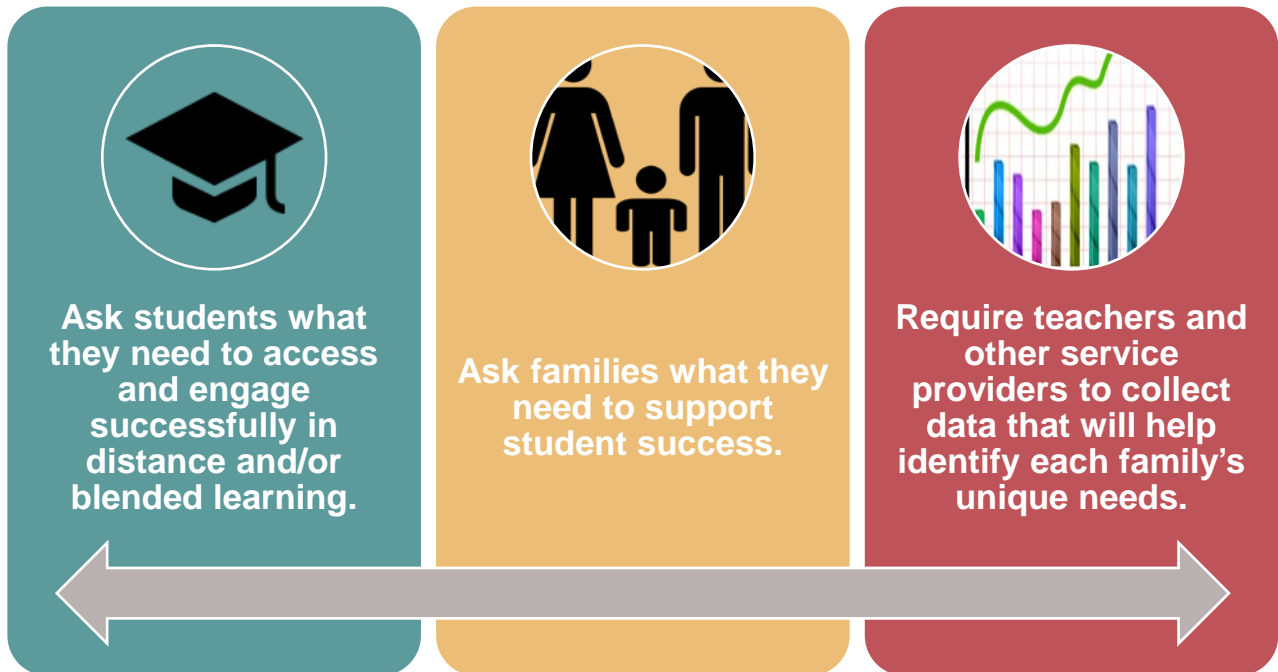 Ask students what
they need to access
and engage
successfully in
distance and/or
blended learning.
Ask families what they
need to support
student success.
Require teachers and
other service
providers to collect
data that will help
identify each family’s
unique needs.